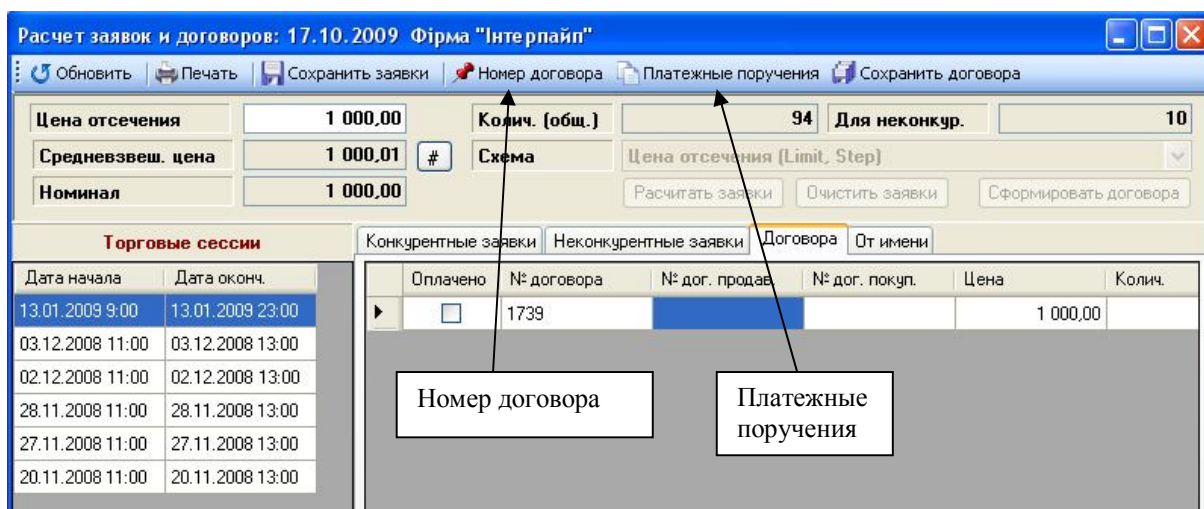 Расчет заявок и договоров: 17.10.2009 Фірма "Інтерпайп"
Обновить Печать Сохранить заявки Номер договора Платежные поручения Сохранить договора
Цена отсечения 1 000,00 Колич. (общ.) 94 Для неконкур. 10
Средневзвеш. цена 1 000,01 # Схема Цена отсечения (Limit, Step)
Номинал 1 000,00 Расчитать заявки Очистить заявки Сформировать договора
Торговые сессии Конкурентные заявки Неконкурентные заявки Договора От имени
Дата начала Дата оконч. Оплачено № договора № дог. продав. № дог. покуп. Цена Колич.
13.01.2009 9:00 13.01.2009 23:00 1739 1 000,00
03.12.2008 11:00 03.12.2008 13:00
02.12.2008 11:00 02.12.2008 13:00
28.11.2008 11:00 28.11.2008 13:00
27.11.2008 11:00 27.11.2008 13:00
20.11.2008 11:00 20.11.2008 13:00
Номер договора
Платежные
поручения